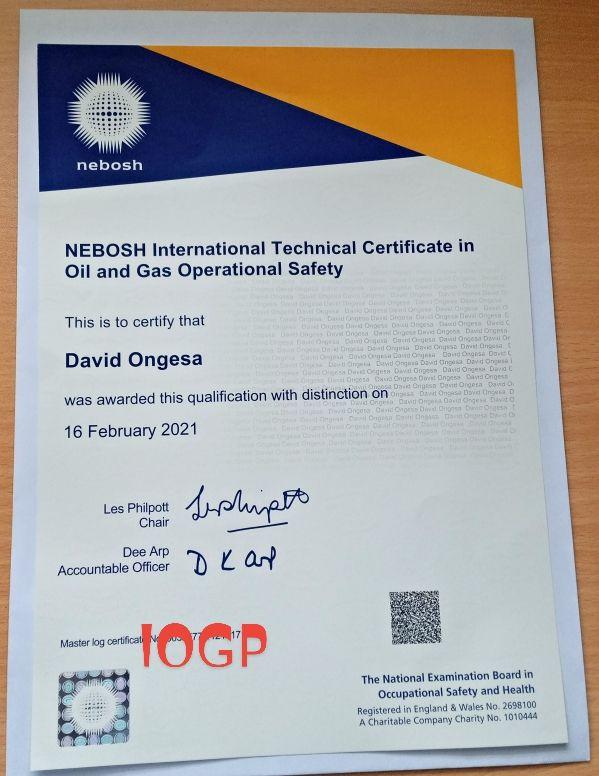 nebosh
NEBOSH International Technical Certificate in
Oil and Gas Operational Safety
This is to certify that
David Ongesa
was awarded this qualification with distinction on
16 February 2021
Les Philpott
Chair
Dee Arp
Accountable Officer
D K Arp
Master log certificate No
IOGP
The National Examination Board in
Occupational Safety and Health
Registered in England & Wales No. 2698100
A Charitable Company Charity No. 1010444